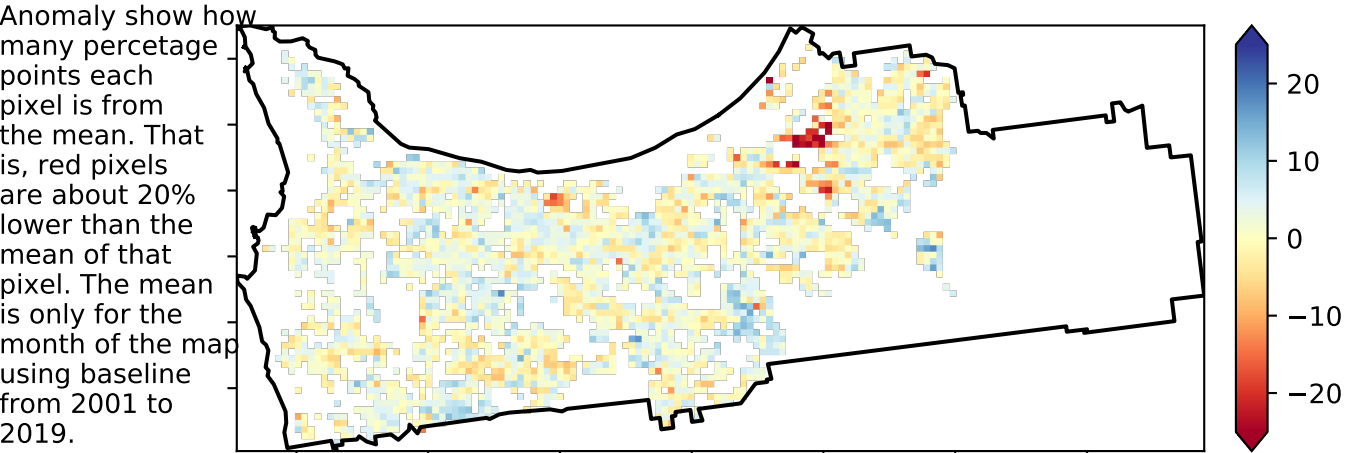 Anomaly show how
many percetage
points each
pixel is from
the mean. That
is, red pixels
are about 20%
lower than the
mean of that
pixel. The mean
is only for the
month of the map
using baseline
from 2001 to
2019.
20
10
0
−10
−20